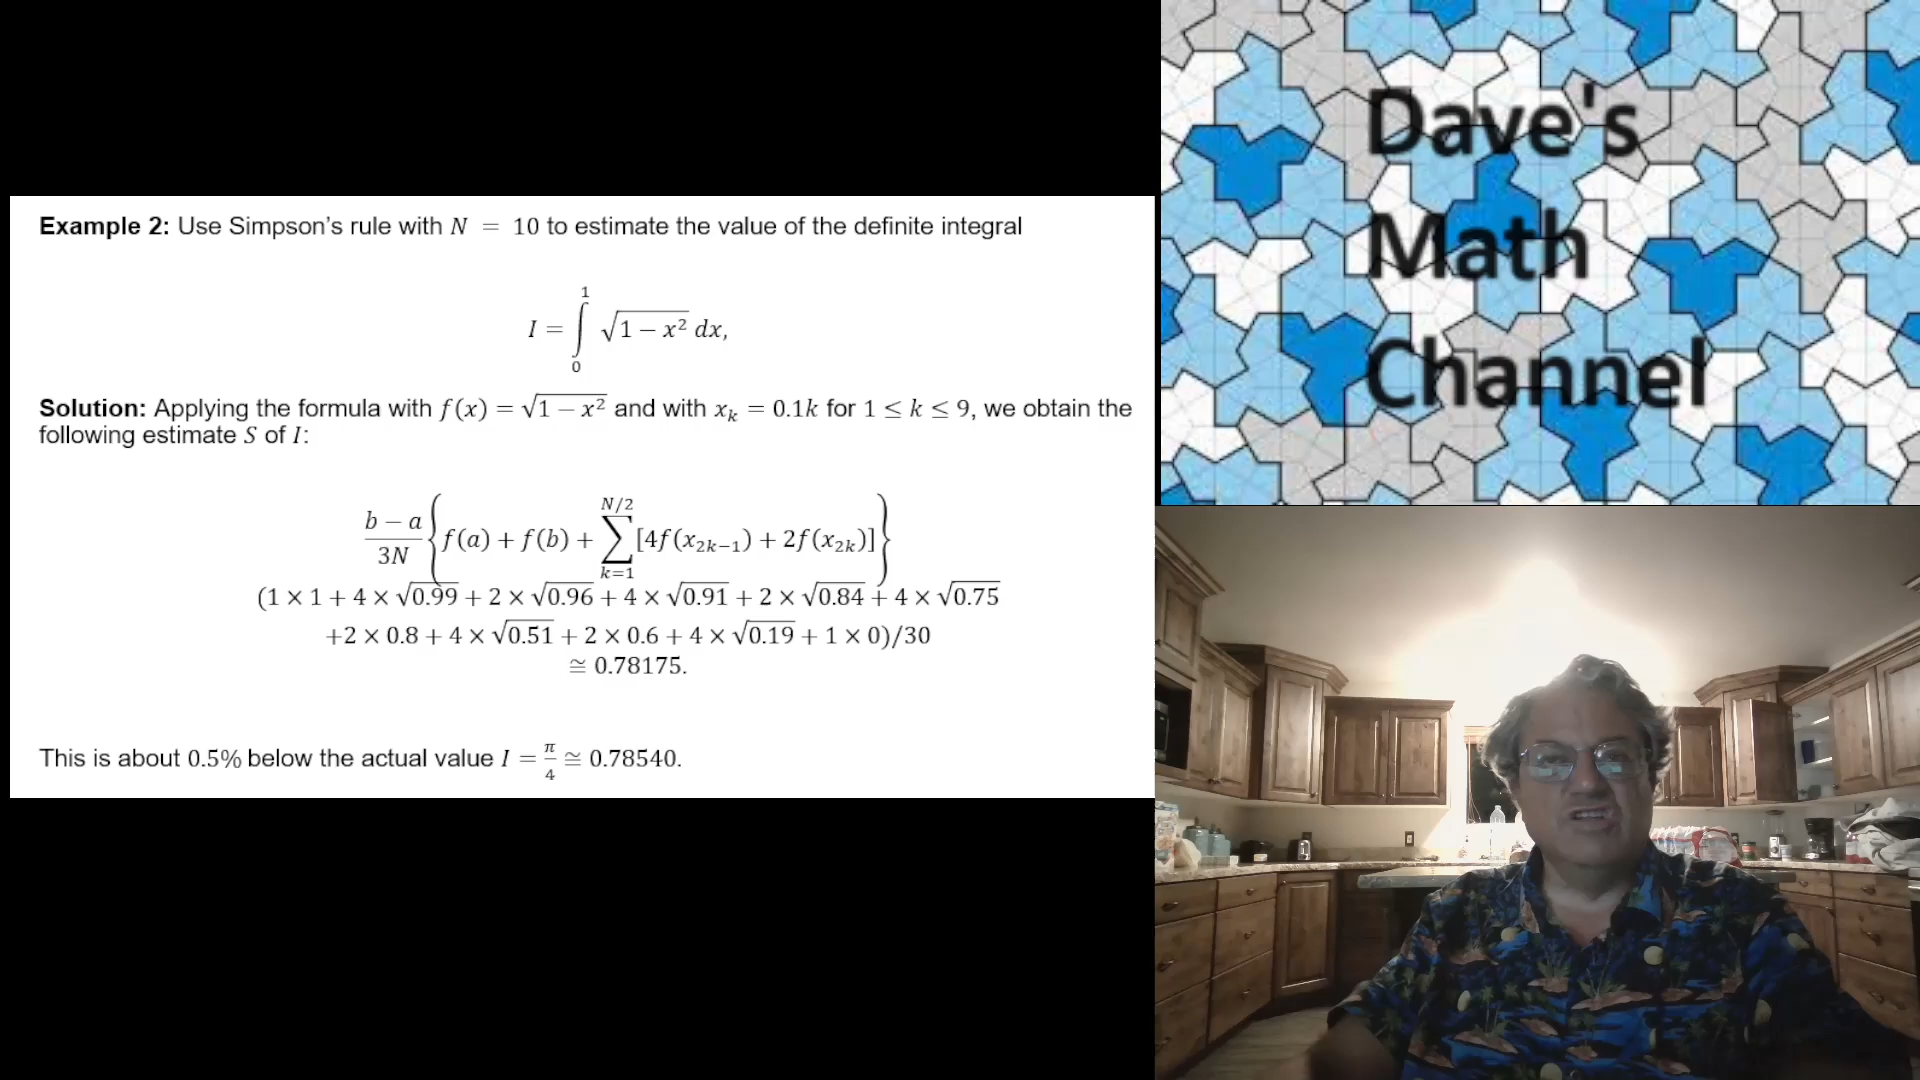 Example 2: Use Simpson's rule with N = 10 to estimate the value of the definite integral
I = ∫₀¹ √(1 − x²) dx,
Solution: Applying the formula with f(x) = √(1 − x²) and with xₖ = 0.1k for 1 ≤ k ≤ 9, we obtain the
following estimate S of I:
(b − a)/(3N) {f(a) + f(b) + ∑_{k=1}^{N/2} [4f(x₂ₖ₋₁) + 2f(x₂ₖ)]}
(1 × 1 + 4 × √0.99 + 2 × √0.96 + 4 × √0.91 + 2 × √0.84 + 4 × √0.75
+2 × 0.8 + 4 × √0.51 + 2 × 0.6 + 4 × √0.19 + 1 × 0)/30
≅ 0.78175.
This is about 0.5% below the actual value I = π/4 ≅ 0.78540.
Dave's
Math
Channel